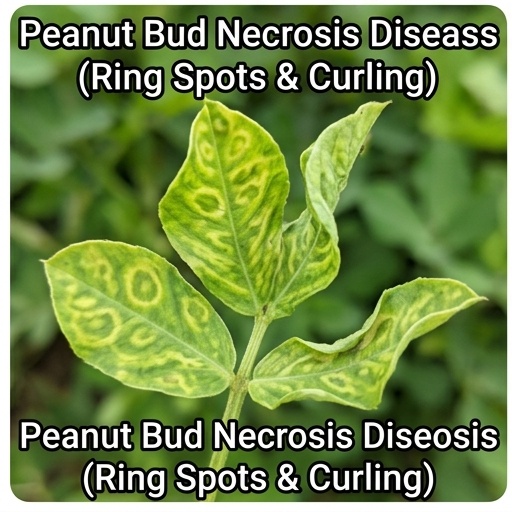 Peanut Bud Necrosis Diseass
(Ring Spots & Curling)
Peanut Bud Necrosis Diseosis
(Ring Spots & Curling)